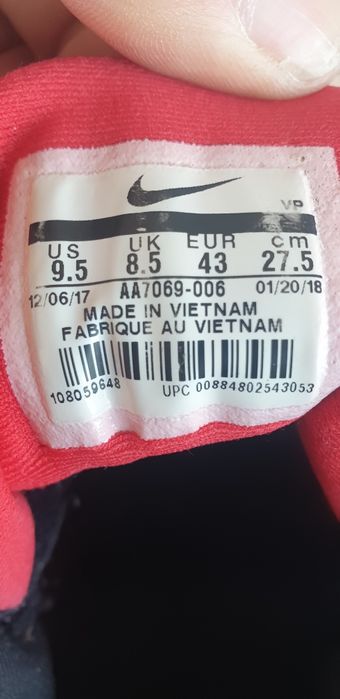 VP
US UK EUR cm
9.5 8.5 43 27.5
12/06/17 AA7069-006 01/20/18
MADE IN VIETNAM
FABRIQUE AU VIETNAM
108059648 UPC 00884802543053